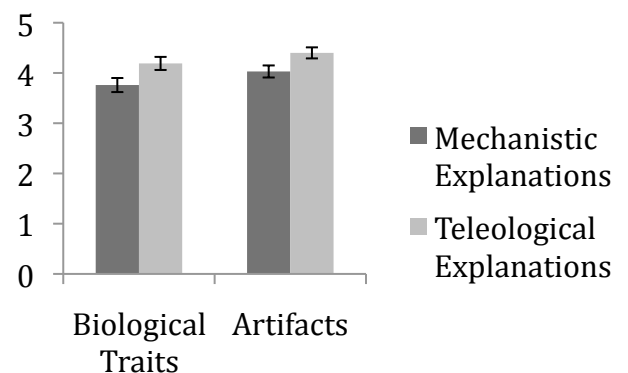 5
4
3
2
1
0
Biological
Traits
Artifacts
Mechanistic
Explanations
Teleological
Explanations